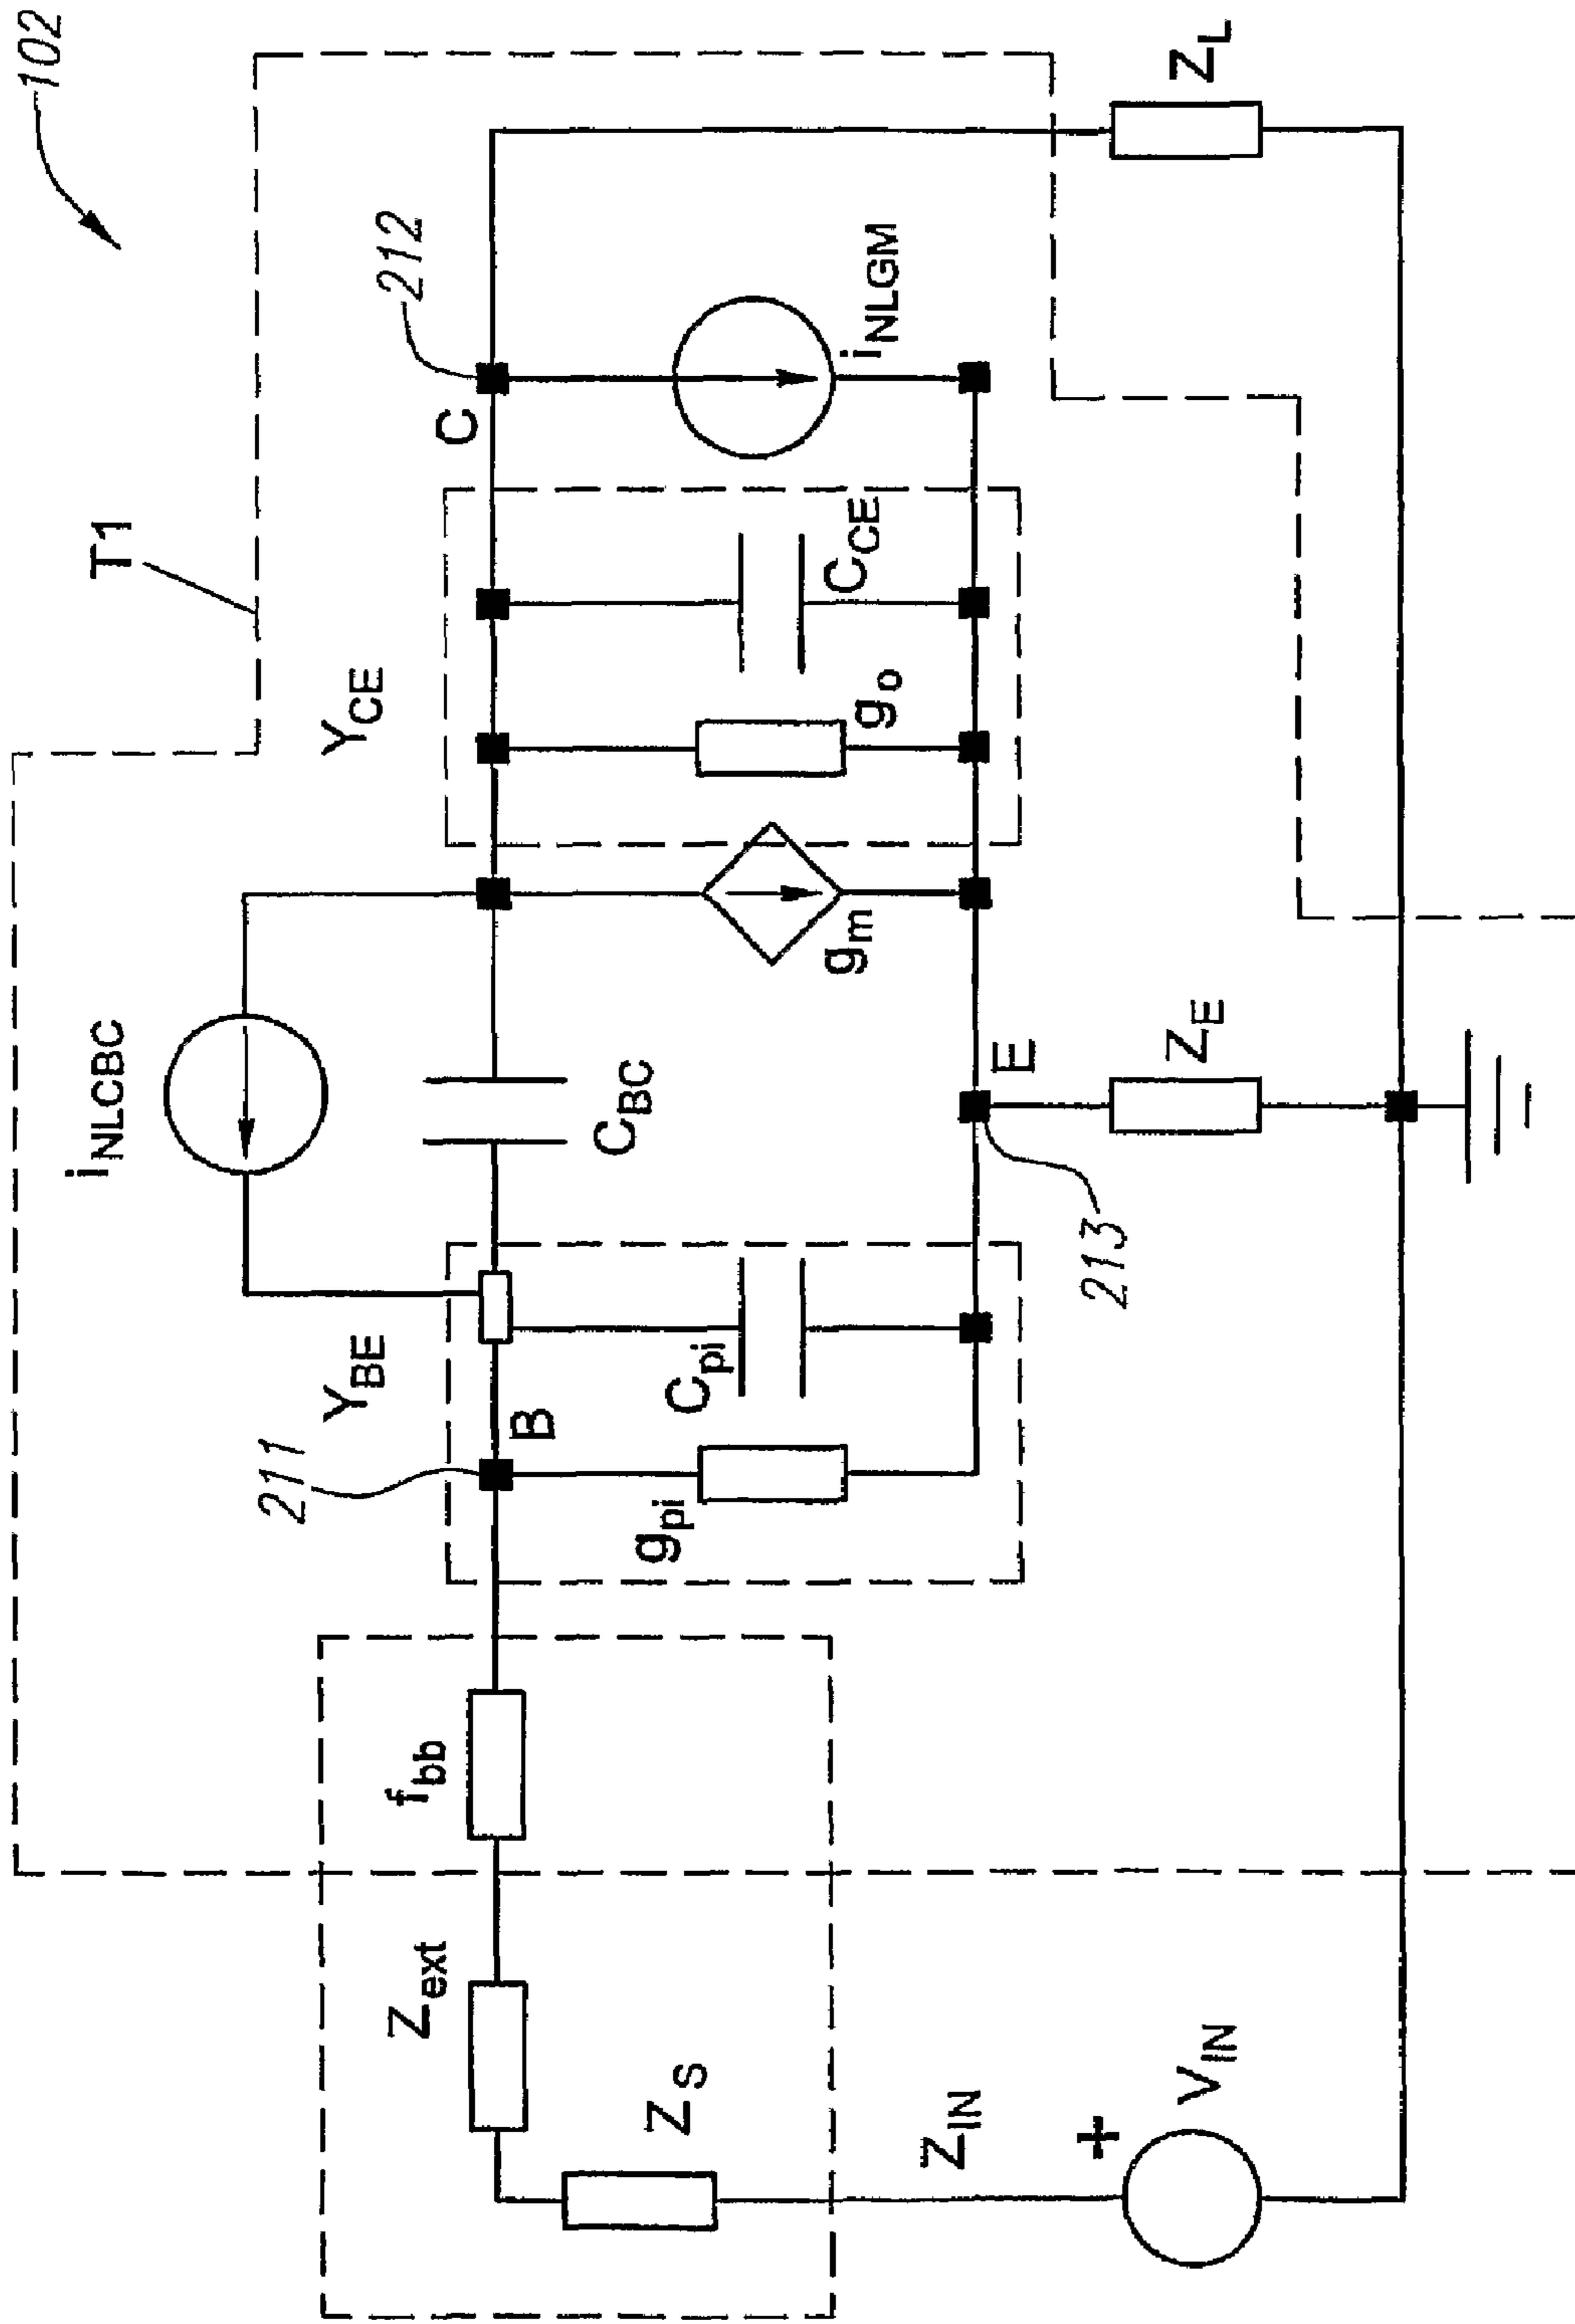 102
T1
i_NLCBC
Y_BE
Y_CE
211
212
C
B
C_BC
f_bb
Z_ext
Z_S
g_pi
C_pi
g_m
g_o
C_CE
i_NLGM
E
213
Z_E
Z_L
Z_IN
+
V_IN